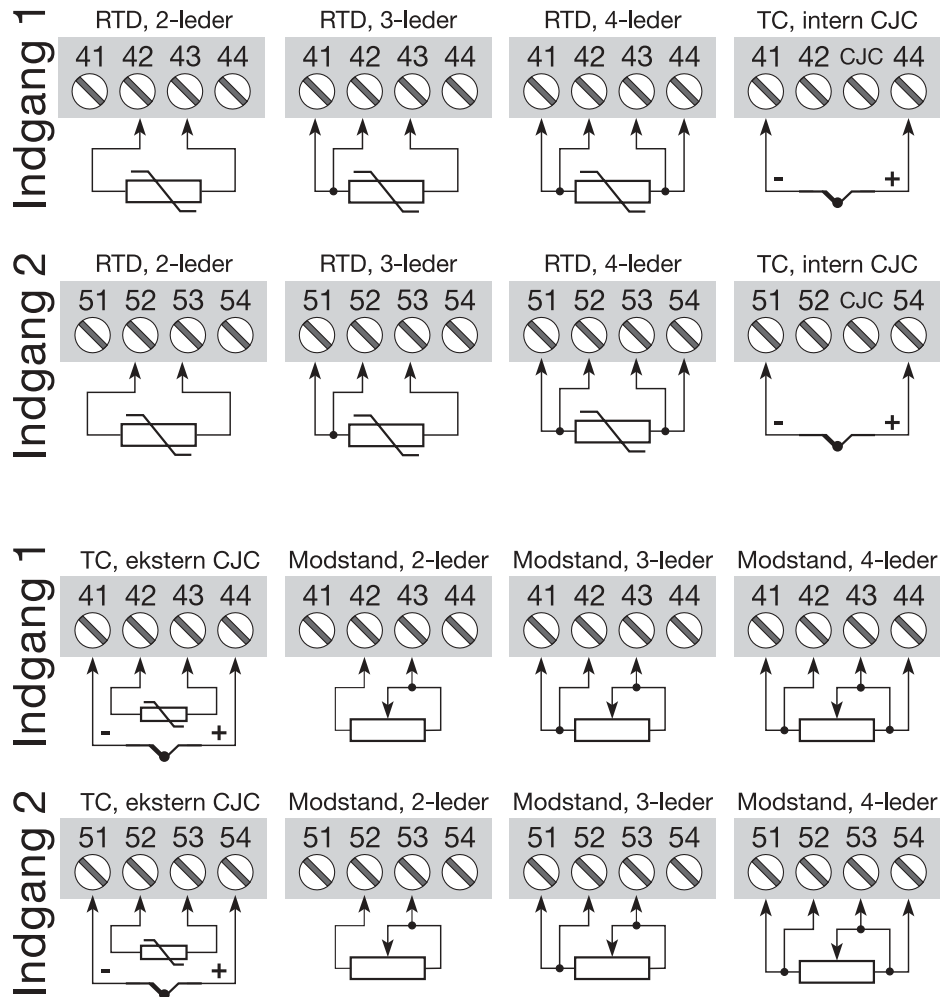 Indgang 1
RTD, 2-leder RTD, 3-leder RTD, 4-leder TC, intern CJC
41 42 43 44 41 42 43 44 41 42 43 44 41 42 CJC 44
- +
Indgang 2
RTD, 2-leder RTD, 3-leder RTD, 4-leder TC, intern CJC
51 52 53 54 51 52 53 54 51 52 53 54 51 52 CJC 54
- +
Indgang 1
TC, ekstern CJC Modstand, 2-leder Modstand, 3-leder Modstand, 4-leder
41 42 43 44 41 42 43 44 41 42 43 44 41 42 43 44
- +
Indgang 2
TC, ekstern CJC Modstand, 2-leder Modstand, 3-leder Modstand, 4-leder
51 52 53 54 51 52 53 54 51 52 53 54 51 52 53 54
- +